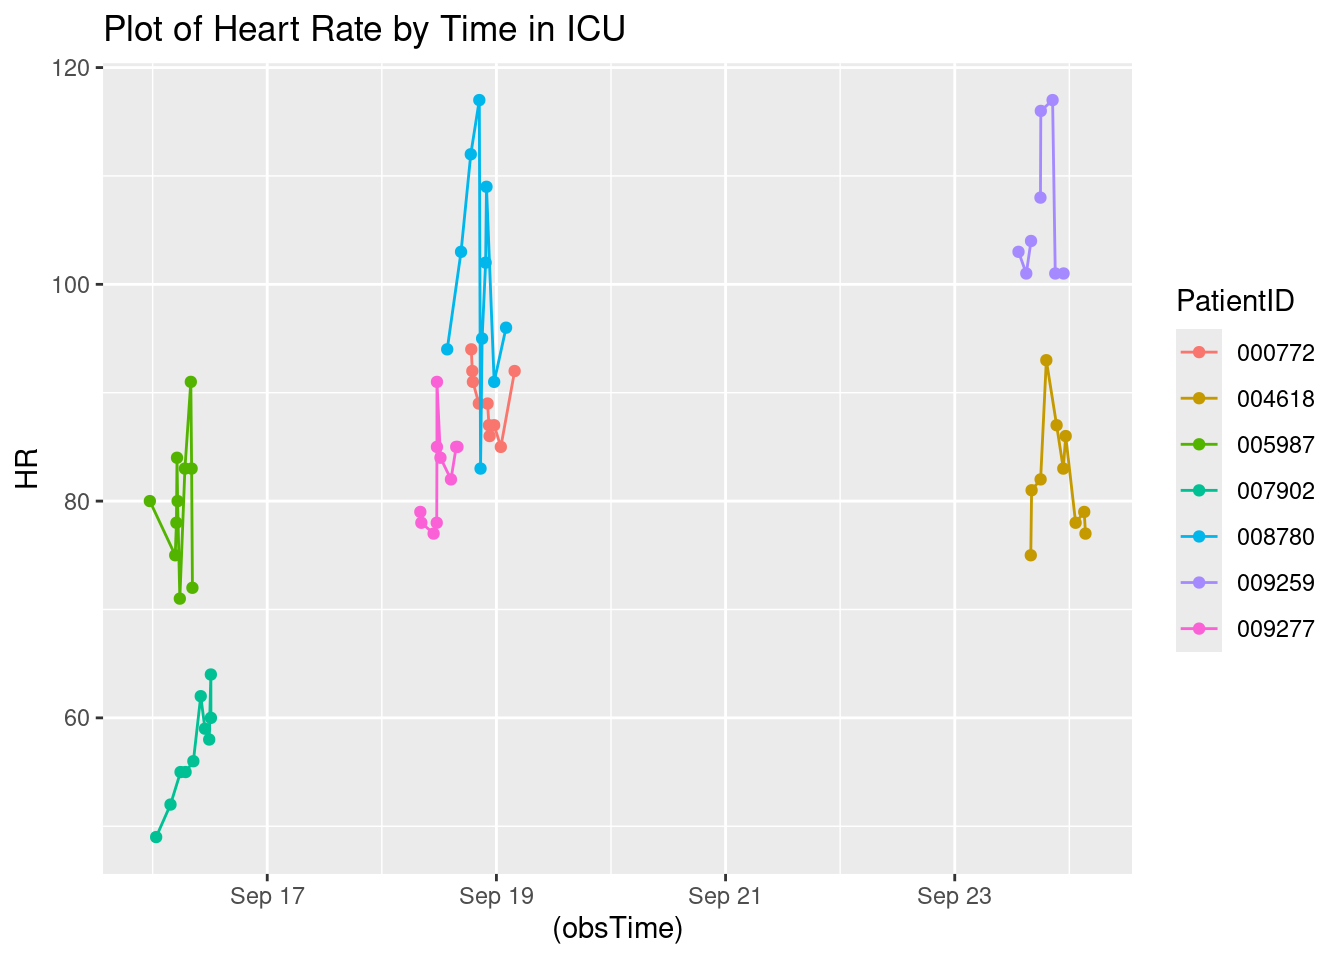 Plot of Heart Rate by Time in ICU
120
100
80
60
HR
Sep 17
Sep 19
Sep 21
Sep 23
(obsTime)
PatientID
000772
004618
005987
007902
008780
009259
009277